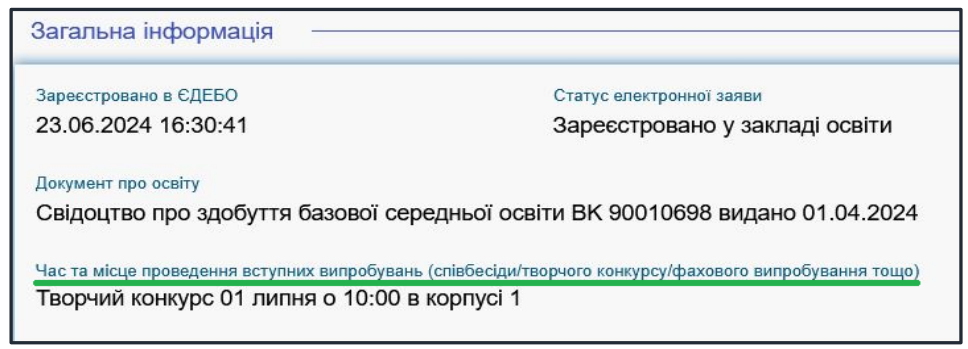 Загальна інформація
Зареєстровано в ЄДЕБО
23.06.2024 16:30:41
Статус електронної заяви
Зареєстровано у закладі освіти
Документ про освіту
Свідоцтво про здобуття базової середньої освіти ВК 90010698 видано 01.04.2024
Час та місце проведення вступних випробувань (співбесіди/творчого конкурсу/фахового випробування тощо)
Творчий конкурс 01 липня о 10:00 в корпусі 1